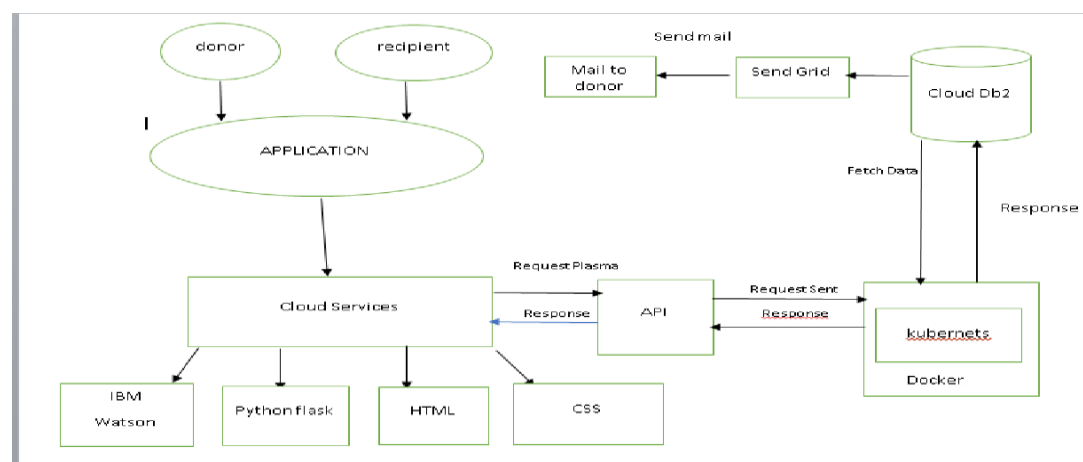 donor
recipient
Send mail
Mail to
donor
Send Grid
Cloud Db2
APPLICATION
Fetch Data
Response
Request Plasma
Cloud Services
Response
API
Request Sent
Response
kubernets
Docker
IBM
Watson
Python flask
HTML
CSS